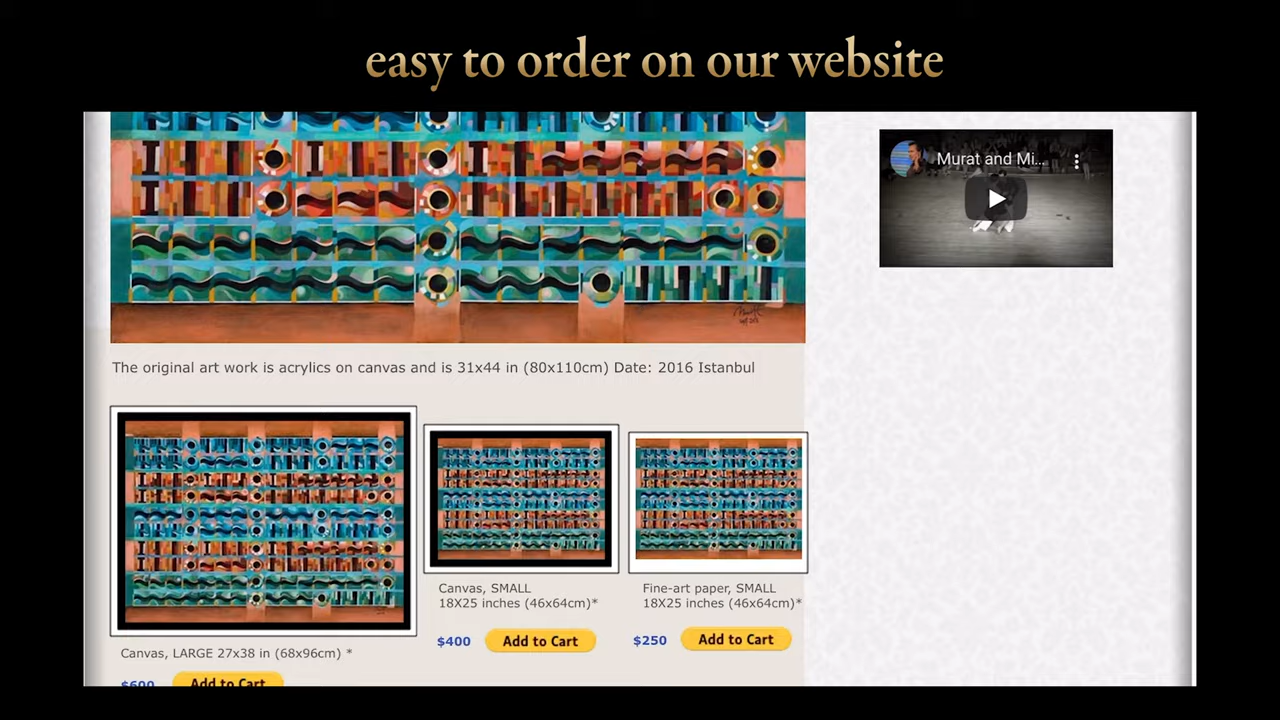 easy to order on our website
Murat and Mi...
The original art work is acrylics on canvas and is 31x44 in (80x110cm) Date: 2016 Istanbul
Canvas, SMALL
18X25 inches (46x64cm)*
$400 Add to Cart
Fine-art paper, SMALL
18X25 inches (46x64cm)*
$250 Add to Cart
Canvas, LARGE 27x38 in (68x96cm) *
$600 Add to Cart